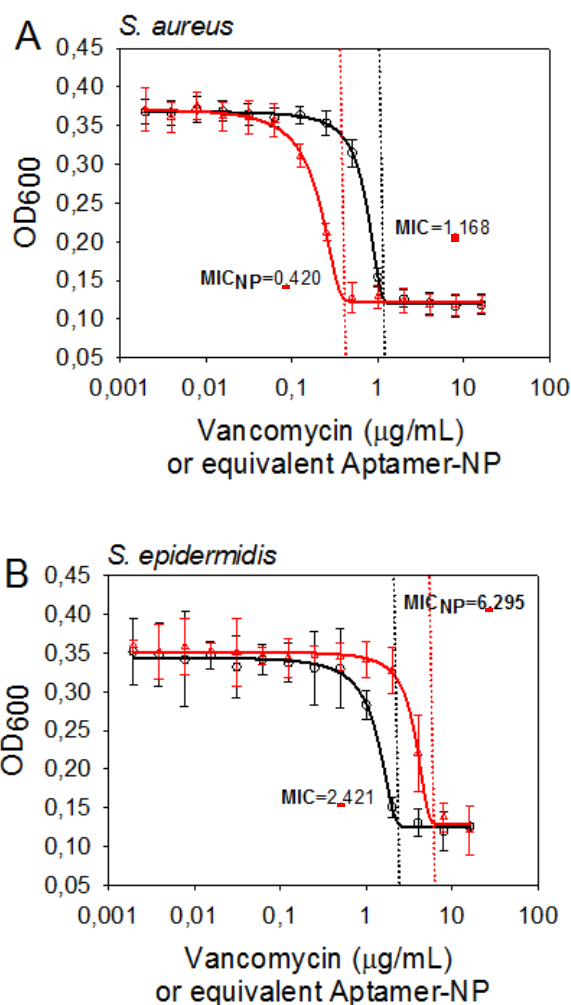 A
S. aureus
0,45
0,40
0,35
0,30
0,25
0,20
0,15
0,10
0,05
OD600
MIC=1,168
MICNP=0,420
0,001
0,01
0,1
1
10
100
Vancomycin (μg/mL)
or equivalent Aptamer-NP
B
S. epidermidis
0,45
0,40
0,35
0,30
0,25
0,20
0,15
0,10
0,05
OD600
MICNP=6,295
MIC=2,421
0,001
0,01
0,1
1
10
100
Vancomycin (μg/mL)
or equivalent Aptamer-NP